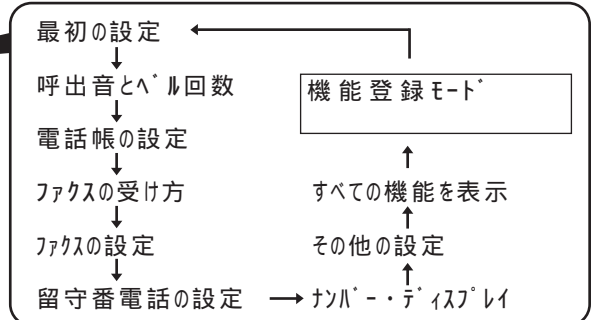 最初の設定
呼出音とﾍﾞﾙ回数
電話帳の設定
ﾌｧｸｽの受け方
ﾌｧｸｽの設定
留守番電話の設定
ﾅﾝﾊﾞｰ・ﾃﾞｨｽﾌﾟﾚｲ
その他の設定
すべての機能を表示
機能登録ﾓｰﾄﾞ